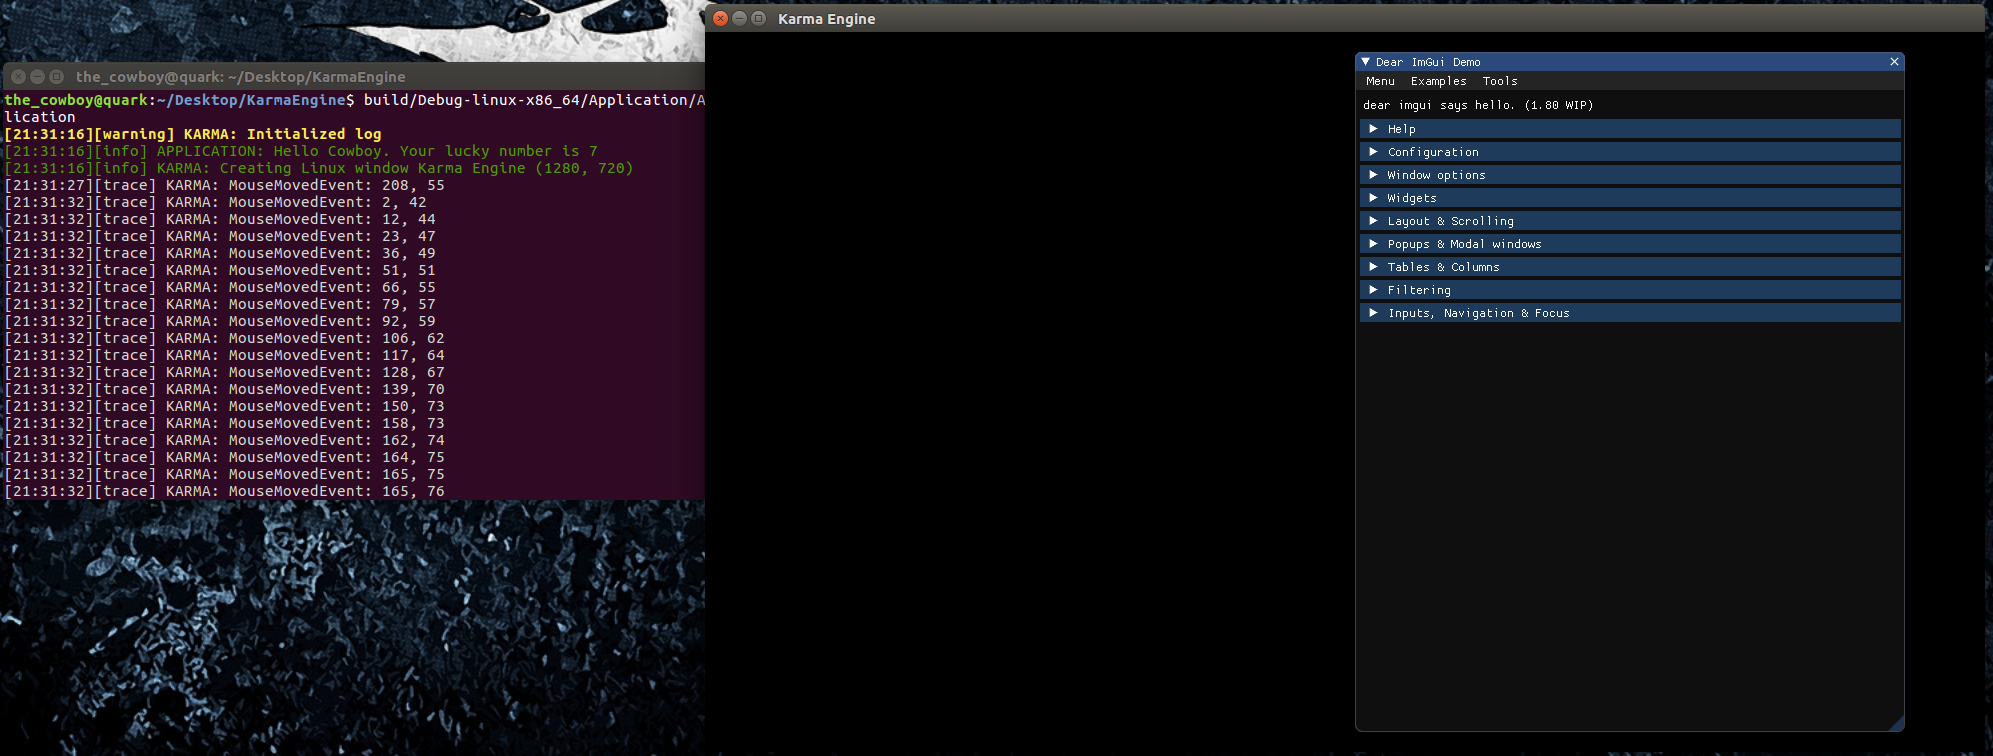 the_cowboy@quark: ~/Desktop/KarmaEngine
the_cowboy@quark:~/Desktop/KarmaEngine$ build/Debug-linux-x86_64/Application/A
lication
[21:31:16][warning] KARMA: Initialized log
[21:31:16][info] APPLICATION: Hello Cowboy. Your lucky number is 7
[21:31:16][info] KARMA: Creating Linux window Karma Engine (1280, 720)
[21:31:27][trace] KARMA: MouseMovedEvent: 208, 55
[21:31:32][trace] KARMA: MouseMovedEvent: 2, 42
[21:31:32][trace] KARMA: MouseMovedEvent: 12, 44
[21:31:32][trace] KARMA: MouseMovedEvent: 23, 47
[21:31:32][trace] KARMA: MouseMovedEvent: 36, 49
[21:31:32][trace] KARMA: MouseMovedEvent: 51, 51
[21:31:32][trace] KARMA: MouseMovedEvent: 66, 55
[21:31:32][trace] KARMA: MouseMovedEvent: 79, 57
[21:31:32][trace] KARMA: MouseMovedEvent: 92, 59
[21:31:32][trace] KARMA: MouseMovedEvent: 106, 62
[21:31:32][trace] KARMA: MouseMovedEvent: 117, 64
[21:31:32][trace] KARMA: MouseMovedEvent: 128, 67
[21:31:32][trace] KARMA: MouseMovedEvent: 139, 70
[21:31:32][trace] KARMA: MouseMovedEvent: 150, 73
[21:31:32][trace] KARMA: MouseMovedEvent: 158, 73
[21:31:32][trace] KARMA: MouseMovedEvent: 162, 74
[21:31:32][trace] KARMA: MouseMovedEvent: 164, 75
[21:31:32][trace] KARMA: MouseMovedEvent: 165, 75
[21:31:32][trace] KARMA: MouseMovedEvent: 165, 76
Karma Engine
Dear ImGui Demo
Menu Examples Tools
dear imgui says hello. (1.80 WIP)
Help
Configuration
Window options
Widgets
Layout & Scrolling
Popups & Modal windows
Tables & Columns
Filtering
Inputs, Navigation & Focus